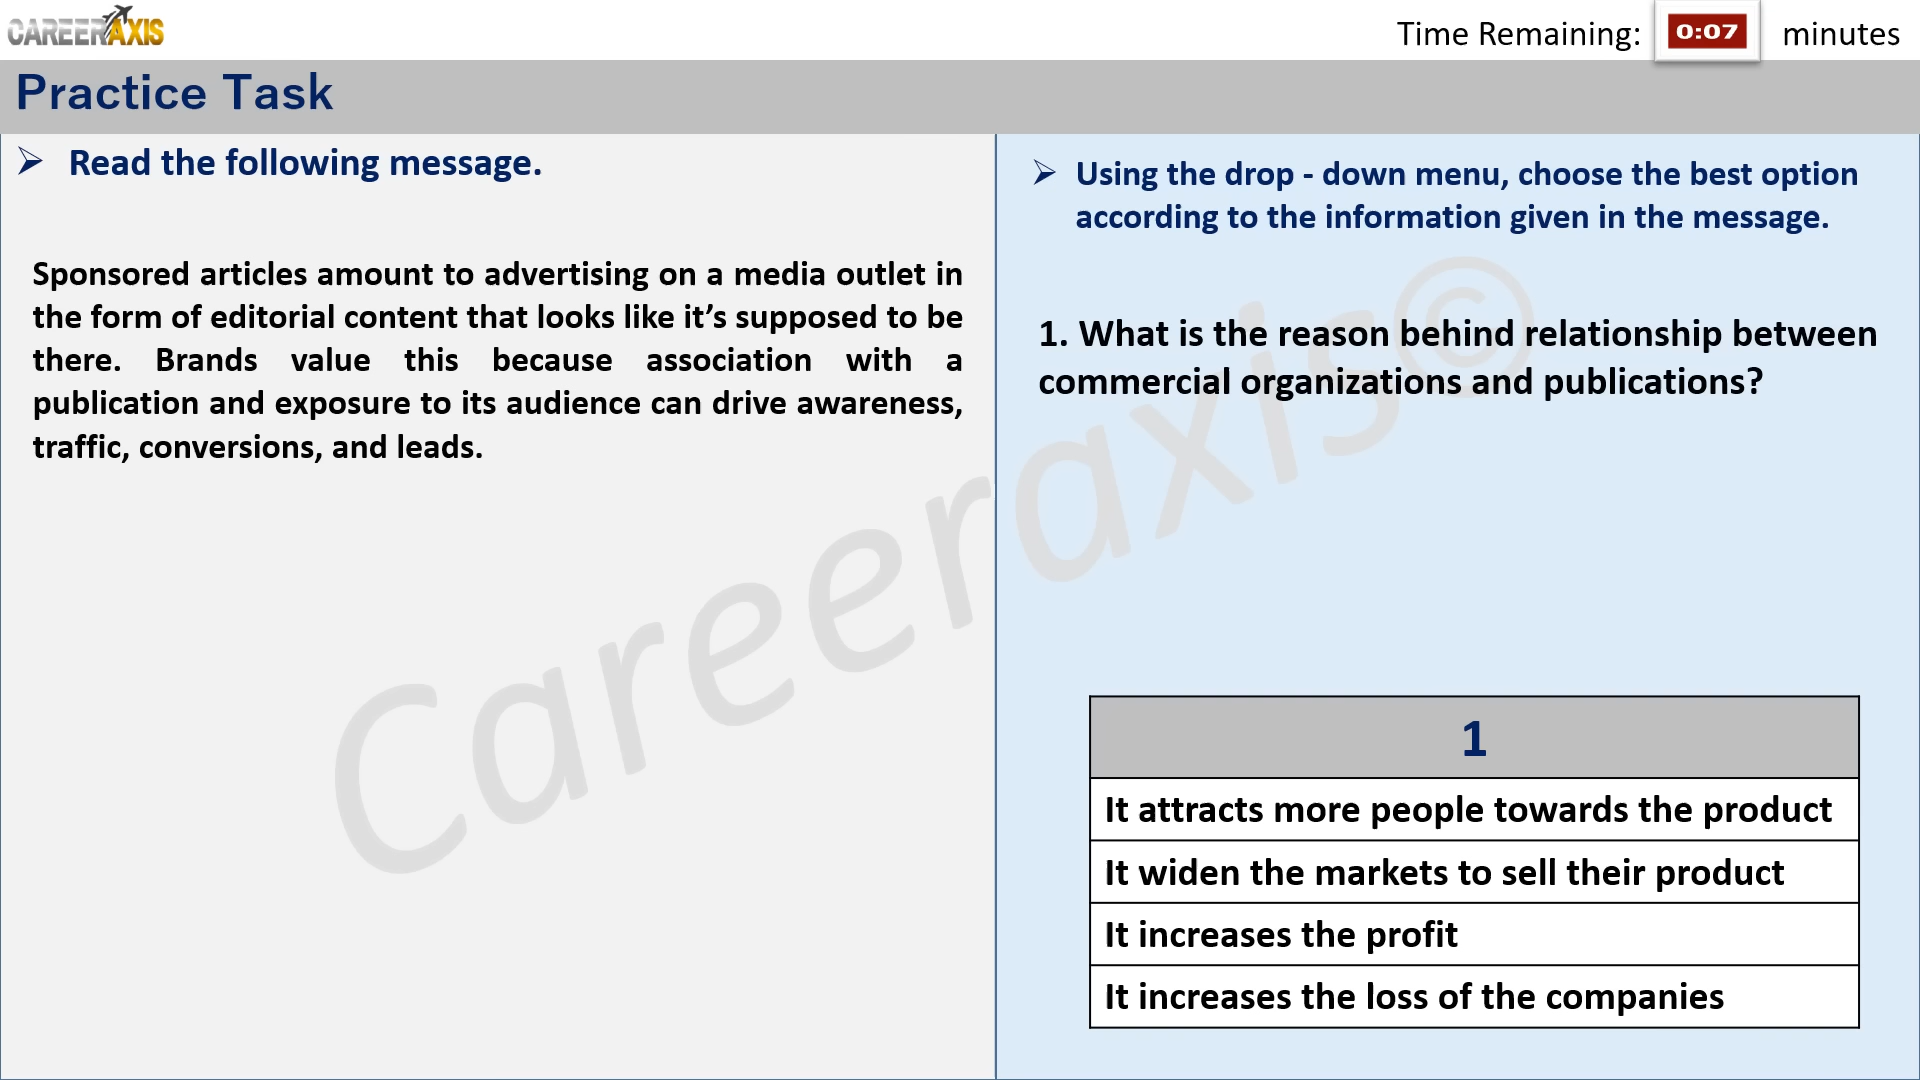 CAREERAXIS
Time Remaining: 0:07 minutes
Practice Task
Read the following message.
Sponsored articles amount to advertising on a media outlet in
the form of editorial content that looks like it’s supposed to be
there. Brands value this because association with a
publication and exposure to its audience can drive awareness,
traffic, conversions, and leads.
Using the drop - down menu, choose the best option
according to the information given in the message.
1. What is the reason behind relationship between
commercial organizations and publications?
1
It attracts more people towards the product
It widen the markets to sell their product
It increases the profit
It increases the loss of the companies
Careeraxis©